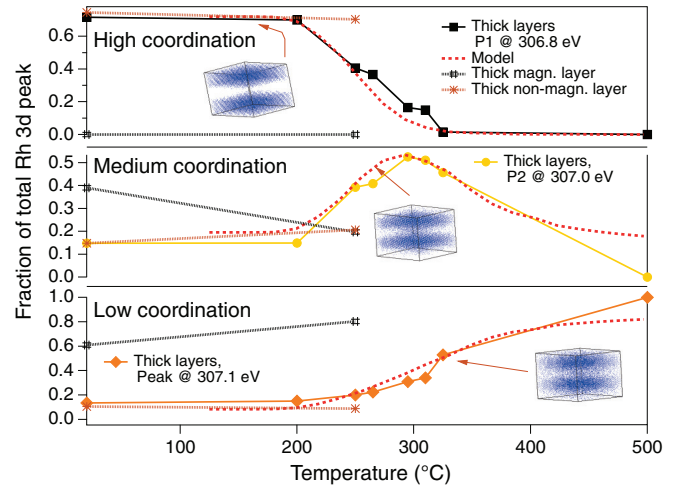 Fraction of total Rh 3d peak
0.6
0.4
0.2
0.0
High coordination
Thick layers
P1 @ 306.8 eV
Model
Thick magn. layer
Thick non-magn. layer
0.5
0.4
0.3
0.2
0.1
0.0
Medium coordination
Thick layers,
P2 @ 307.0 eV
1.0
0.8
0.6
0.4
0.2
0.0
Low coordination
Thick layers,
Peak @ 307.1 eV
100
200
300
400
500
Temperature (°C)